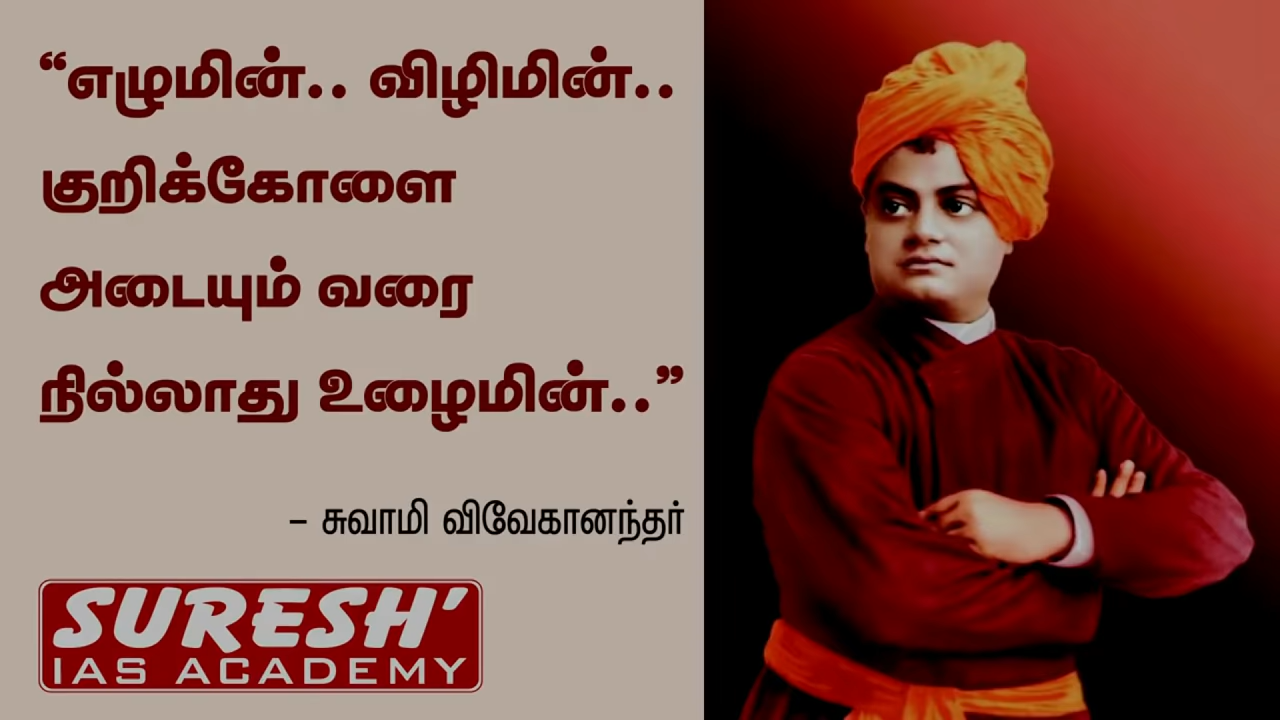 “எழுமின்.. விழிமின்..
குறிக்கோளை
அடையும் வரை
நில்லாது உழைமின்..”
– சுவாமி விவேகானந்தர்
SURESH’
IAS ACADEMY